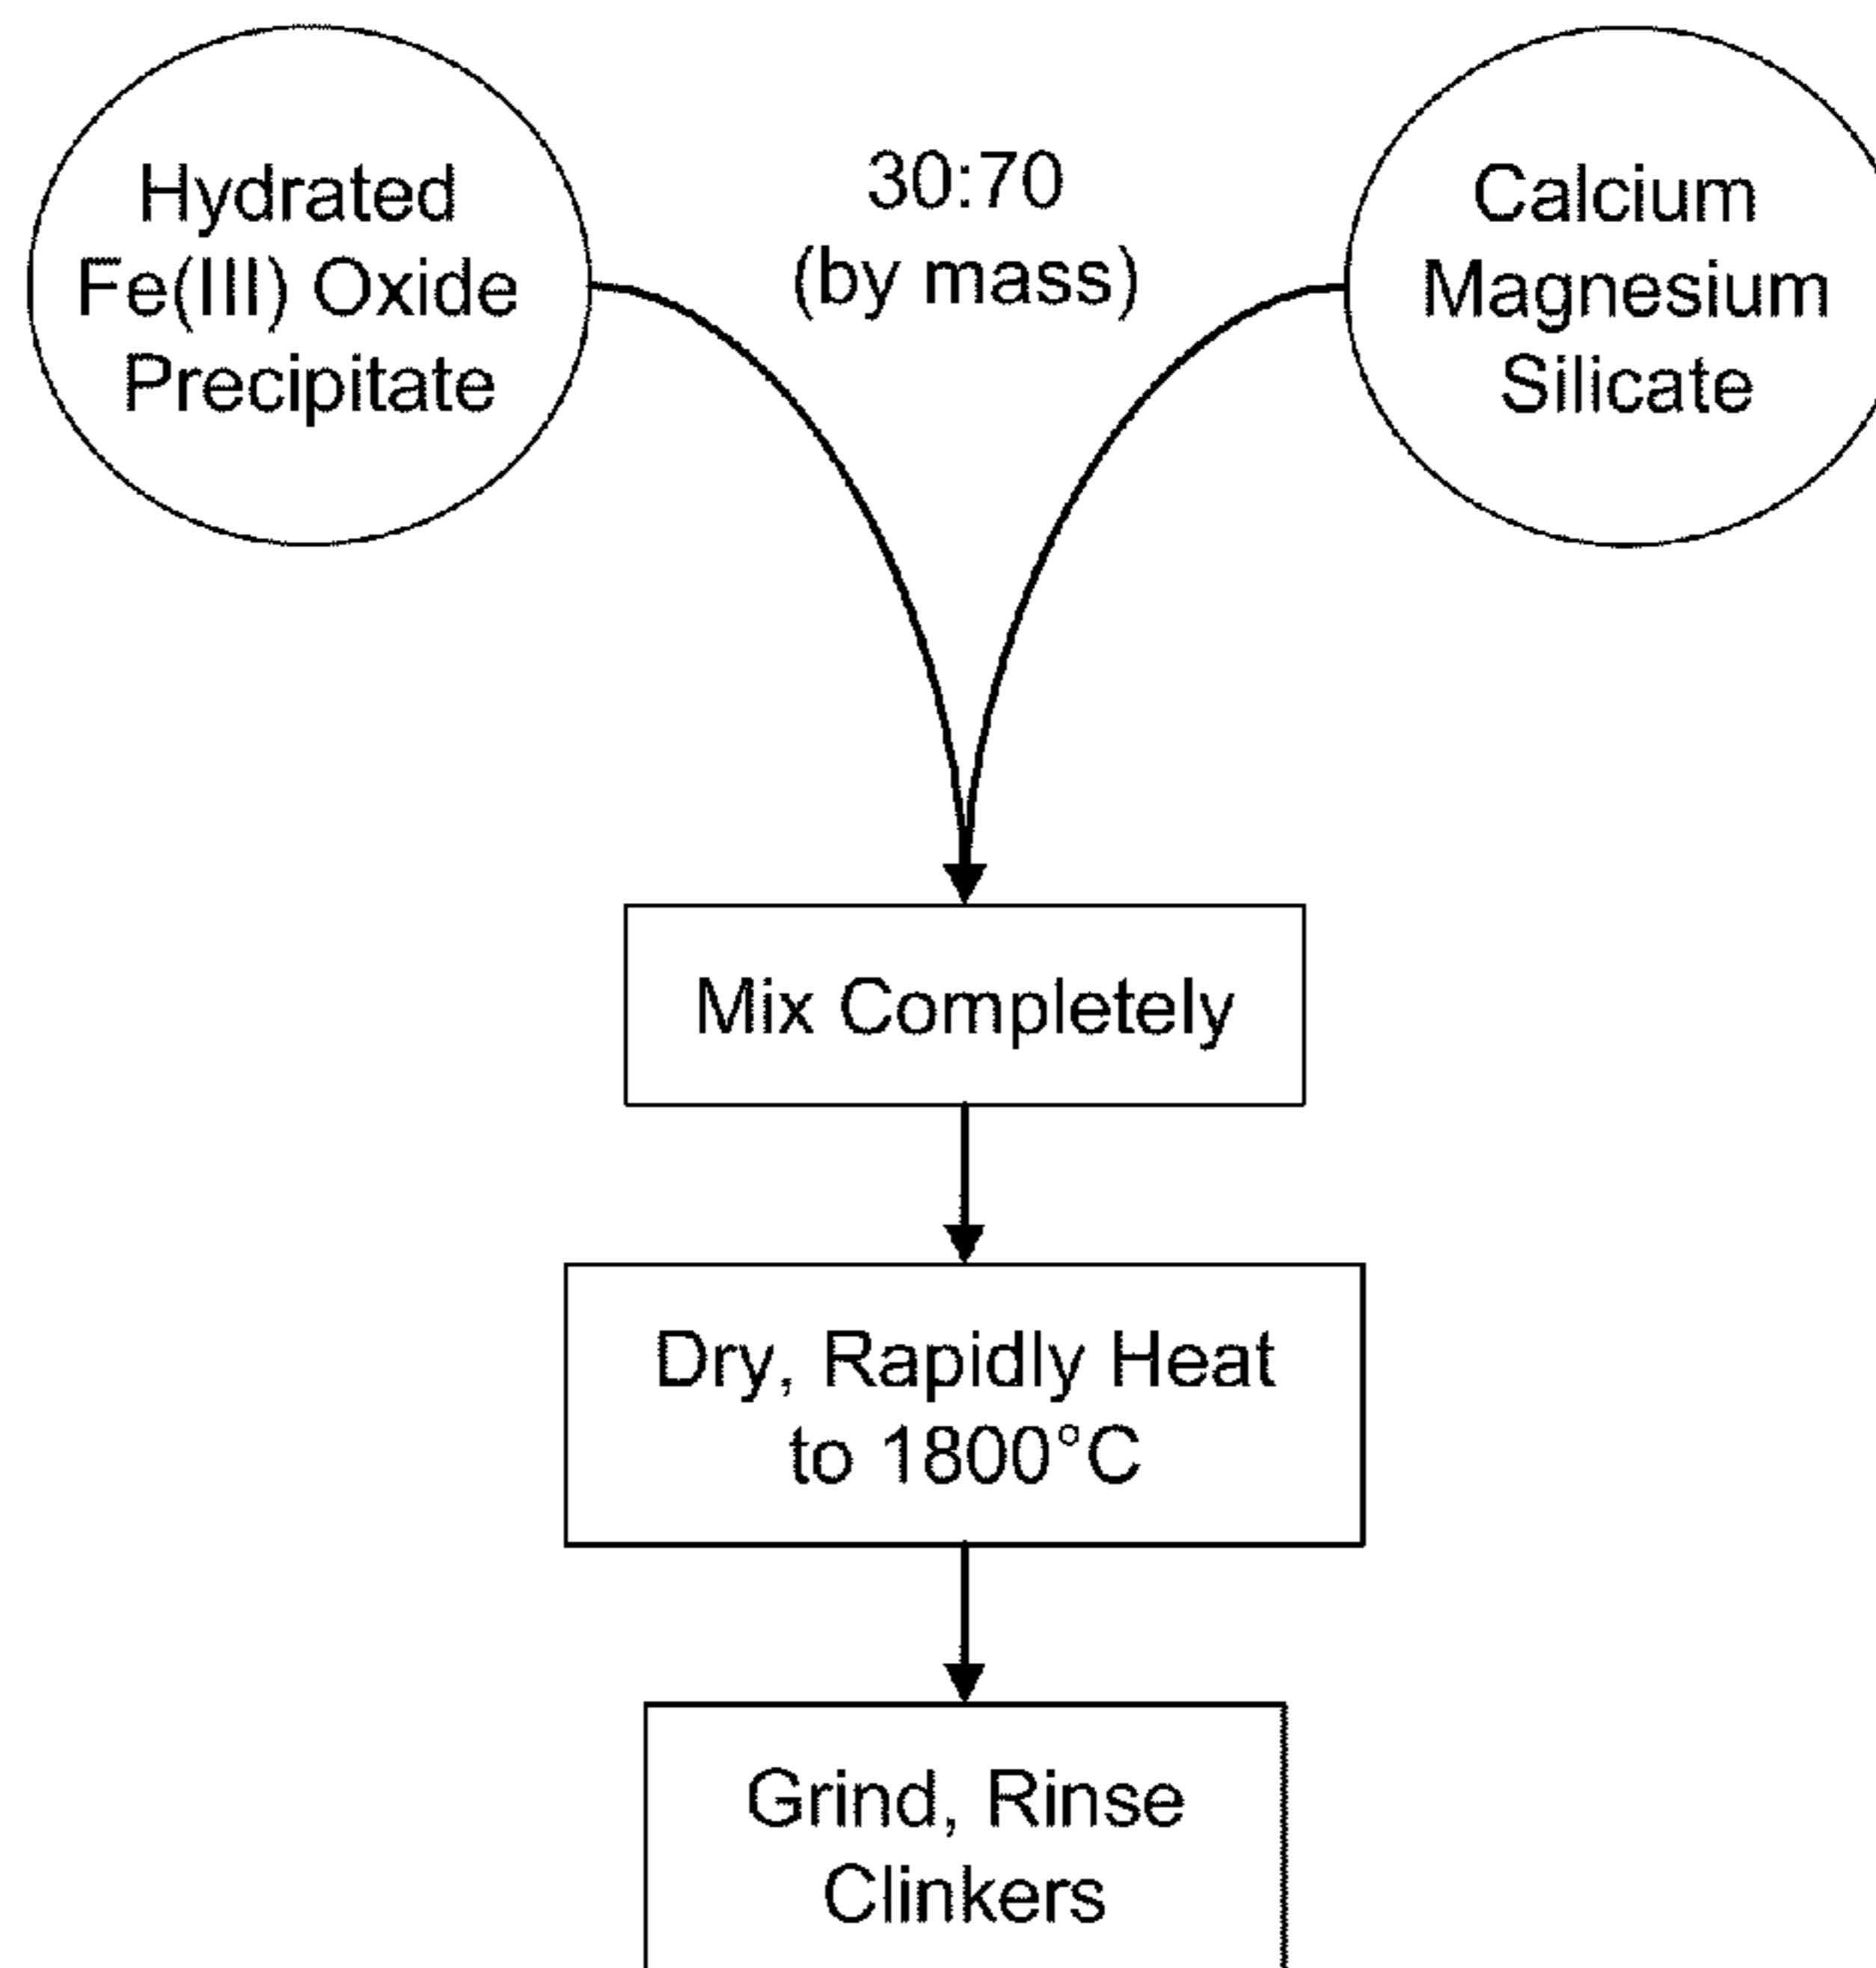 Hydrated
Fe(III) Oxide
Precipitate
30:70
(by mass)
Calcium
Magnesium
Silicate
Mix Completely
Dry, Rapidly Heat
to 1800°C
Grind, Rinse
Clinkers